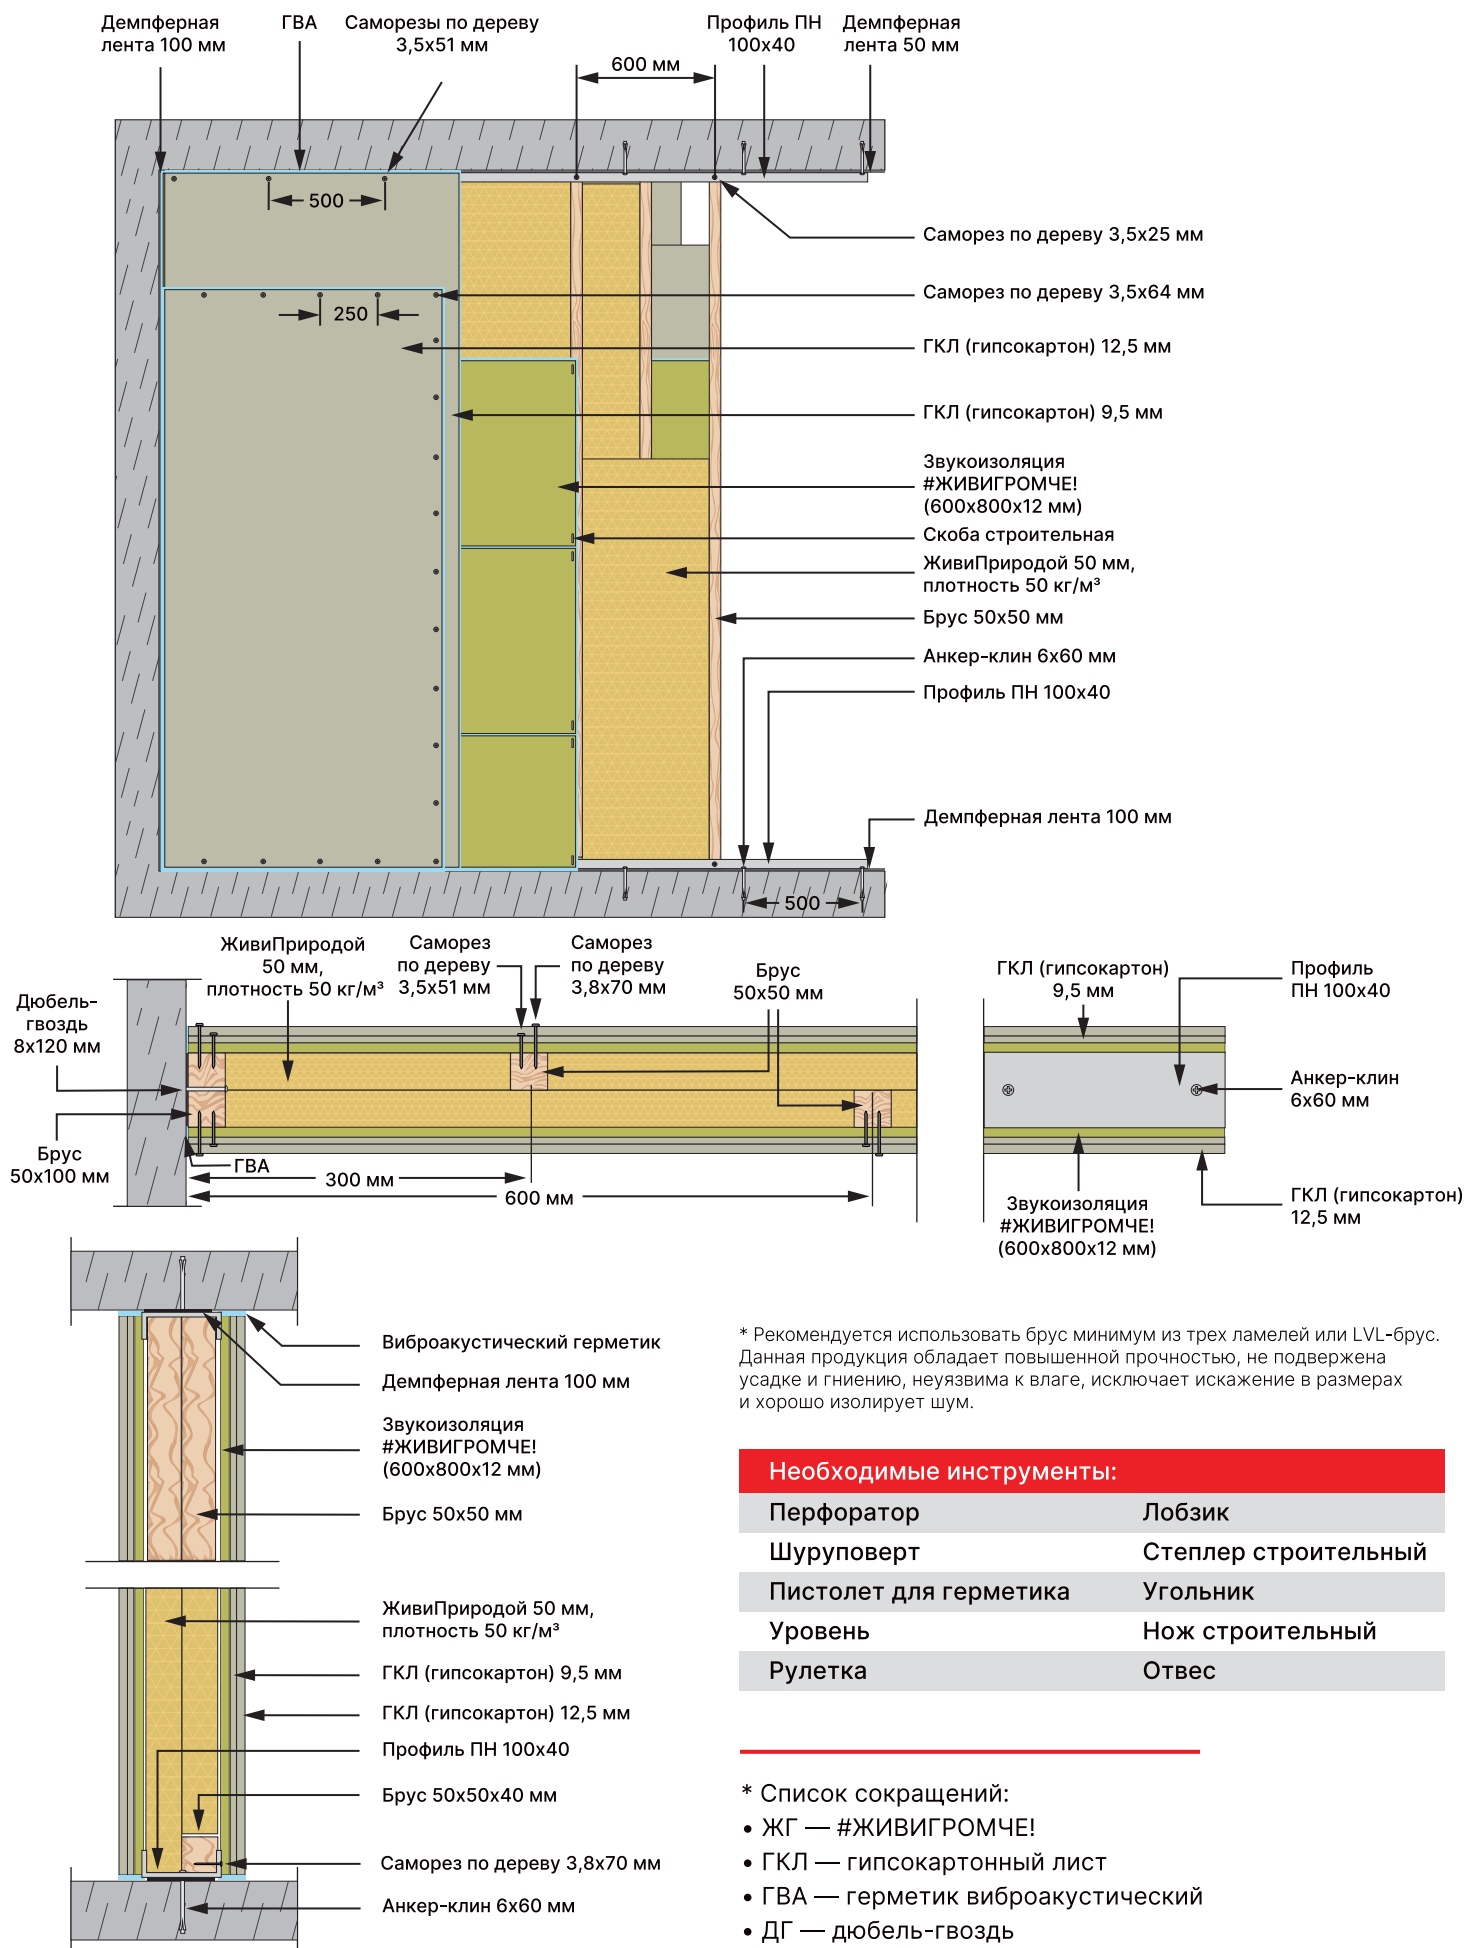 Демпферная
лента 100 мм
ГВА
Саморезы по дереву
3,5х51 мм
Профиль ПН
100х40
Демпферная
лента 50 мм
600 мм
500
Саморез по дереву 3,5х25 мм
Саморез по дереву 3,5х64 мм
250
ГКЛ (гипсокартон) 12,5 мм
ГКЛ (гипсокартон) 9,5 мм
Звукоизоляция
#ЖИВИГРОМЧЕ!
(600х800х12 мм)
Скоба строительная
ЖивиПриродой 50 мм,
плотность 50 кг/м³
Брус 50х50 мм
Анкер-клин 6х60 мм
Профиль ПН 100х40
Демпферная лента 100 мм
500
ЖивиПриродой
50 мм,
плотность 50 кг/м³
Саморез
по дереву
3,5х51 мм
Саморез
по дереву
3,8х70 мм
Брус
50х50 мм
ГКЛ (гипсокартон)
9,5 мм
Профиль
ПН 100х40
Дюбель-
гвоздь
8х120 мм
Анкер-клин
6х60 мм
Брус
50х100 мм
ГВА
300 мм
600 мм
Звукоизоляция
#ЖИВИГРОМЧЕ!
(600х800х12 мм)
ГКЛ (гипсокартон)
12,5 мм
Виброакустический герметик
Демпферная лента 100 мм
Звукоизоляция
#ЖИВИГРОМЧЕ!
(600х800х12 мм)
Брус 50х50 мм
ЖивиПриродой 50 мм,
плотность 50 кг/м³
ГКЛ (гипсокартон) 9,5 мм
ГКЛ (гипсокартон) 12,5 мм
Профиль ПН 100х40
Брус 50х50х40 мм
Саморез по дереву 3,8х70 мм
Анкер-клин 6х60 мм
* Рекомендуется использовать брус минимум из трех ламелей или LVL-брус.
Данная продукция обладает повышенной прочностью, не подвержена
усадке и гниению, неуязвима к влаге, исключает искажение в размерах
и хорошо изолирует шум.
Необходимые инструменты:
Перфоратор Лобзик
Шуруповерт Степлер строительный
Пистолет для герметика Угольник
Уровень Нож строительный
Рулетка Отвес
* Список сокращений:
• ЖГ — #ЖИВИГРОМЧЕ!
• ГКЛ — гипсокартонный лист
• ГВА — герметик виброакустический
• ДГ — дюбель-гвоздь